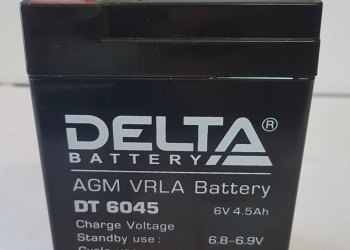 DELTA®
BATTERY
AGM VRLA Battery
DT 6045 6V 4.5Ah
Charge Voltage
Standby use : 6.8–6.9V